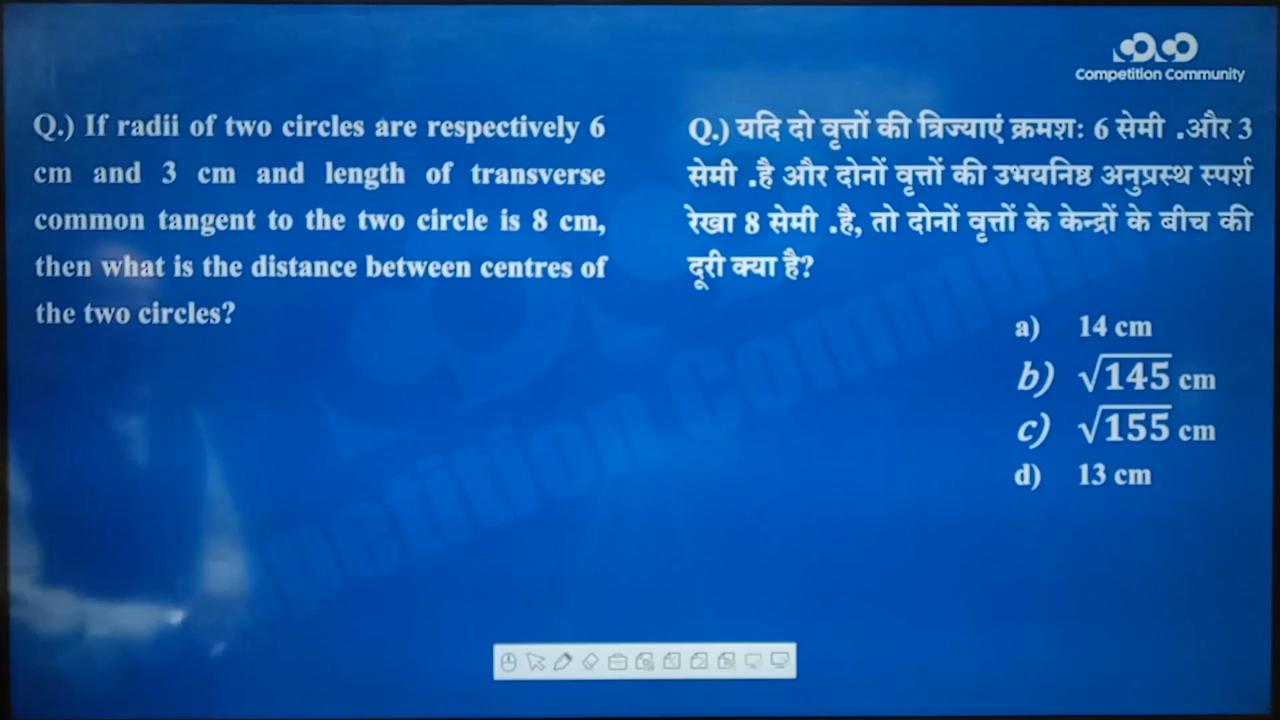 Competition Community
Q.) If radii of two circles are respectively 6
cm and 3 cm and length of transverse
common tangent to the two circle is 8 cm,
then what is the distance between centres of
the two circles?
Q.) यदि दो वृत्तों की त्रिज्याएं क्रमश: 6 सेमी .और 3
सेमी .है और दोनों वृत्तों की उभयनिष्ठ अनुप्रस्थ स्पर्श
रेखा 8 सेमी .है, तो दोनों वृत्तों के केन्द्रों के बीच की
दूरी क्या है?
a) 14 cm
b) √145 cm
c) √155 cm
d) 13 cm
petition Commun